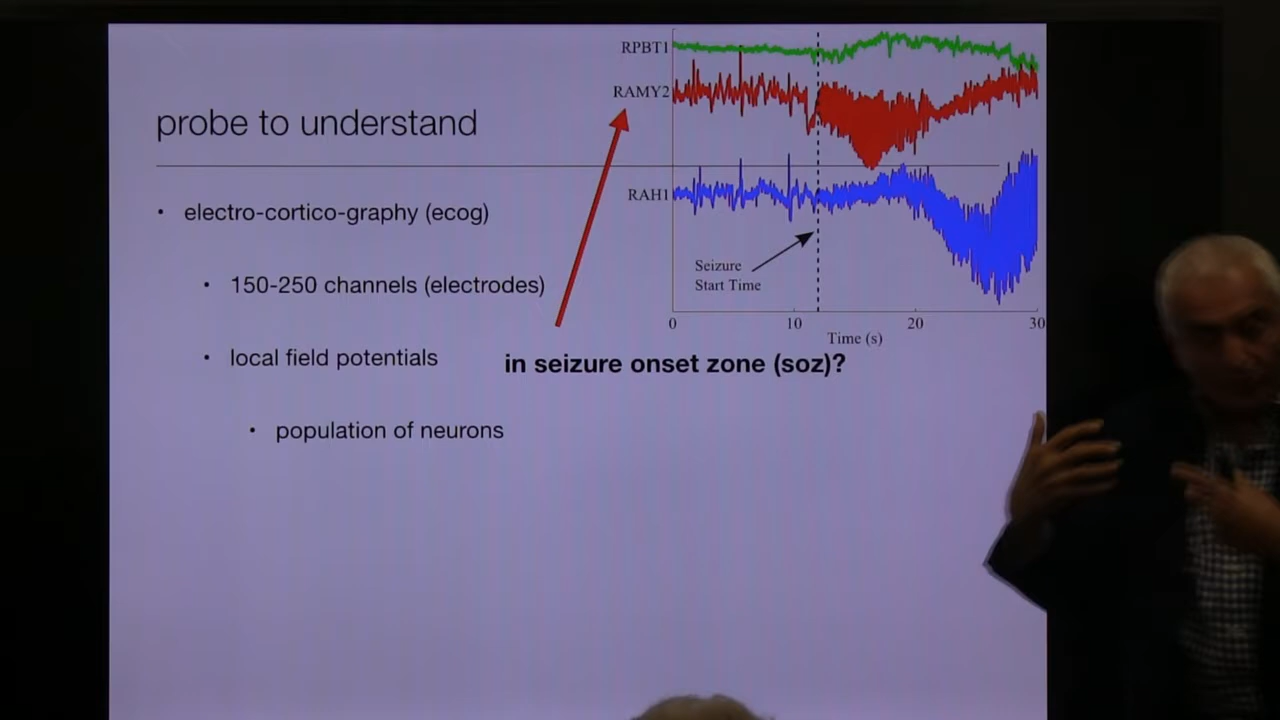 probe to understand
• electro-cortico-graphy (ecog)
• 150-250 channels (electrodes)
• local field potentials
• population of neurons
RPBT1
RAMY2
RAH1
Seizure
Start Time
0 10 20 30
Time (s)
in seizure onset zone (soz)?